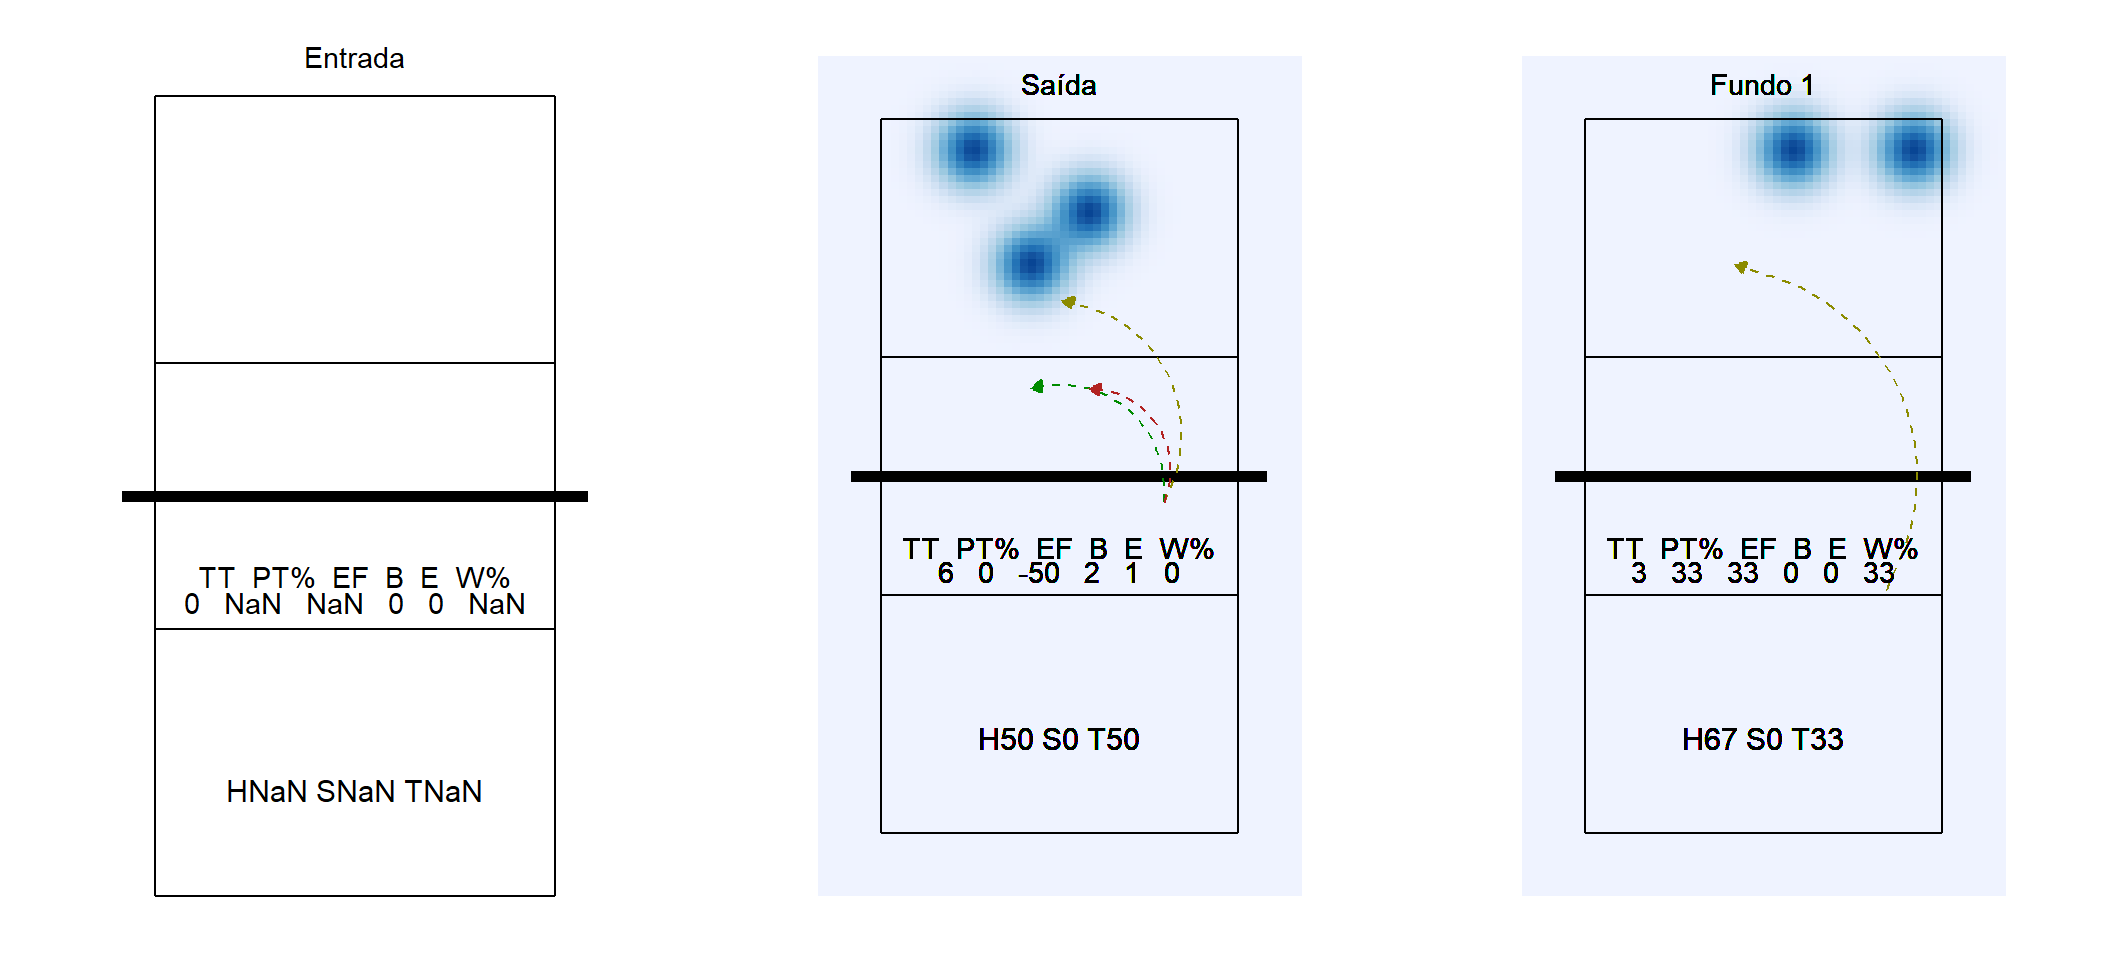 Entrada
TT PT% EF B E W%
0 NaN NaN 0 0 NaN
HNaN SNaN TNaN
Saída
TT PT% EF B E W%
6 0 -50 2 1 0
H50 S0 T50
Fundo 1
TT PT% EF B E W%
3 33 33 0 0 33
H67 S0 T33